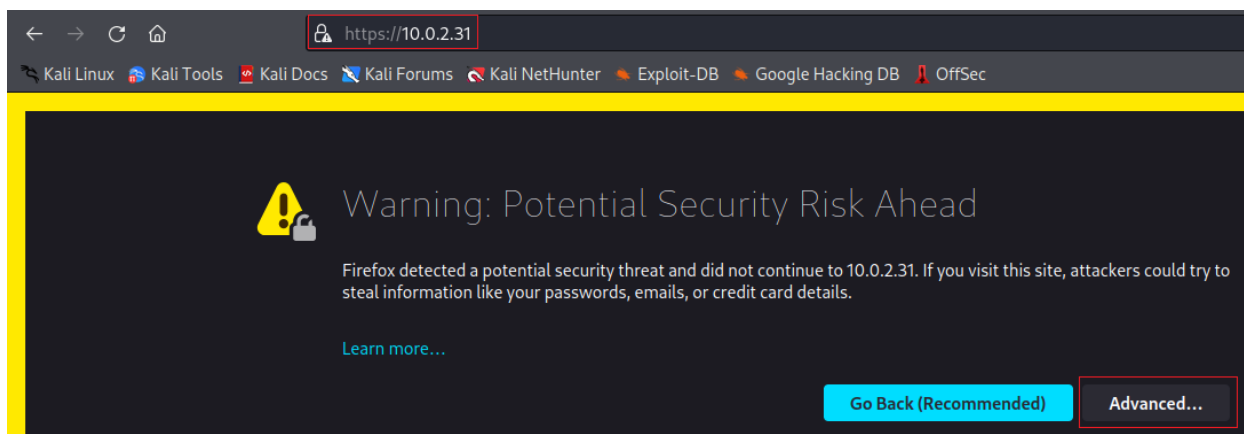 https://10.0.2.31
Kali Linux Kali Tools Kali Docs Kali Forums Kali NetHunter Exploit-DB Google Hacking DB OffSec
Warning: Potential Security Risk Ahead
Firefox detected a potential security threat and did not continue to 10.0.2.31. If you visit this site, attackers could try to
steal information like your passwords, emails, or credit card details.
Learn more…
Go Back (Recommended) Advanced…